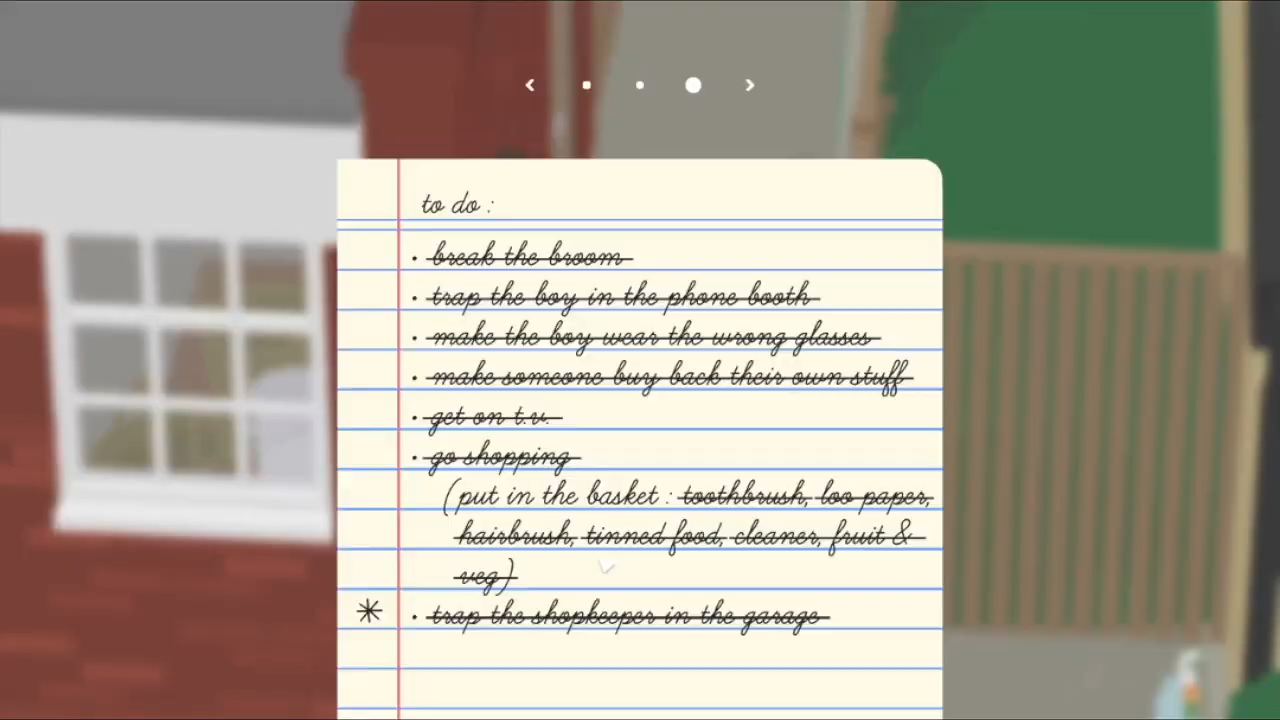 to do :
· break the broom
· trap the boy in the phone booth
· make the boy wear the wrong glasses
· make someone buy back their own stuff
· get on t.v.
· go shopping
(put in the basket : toothbrush, loo paper,
hairbrush, tinned food, cleaner, fruit &
veg)
* · trap the shopkeeper in the garage